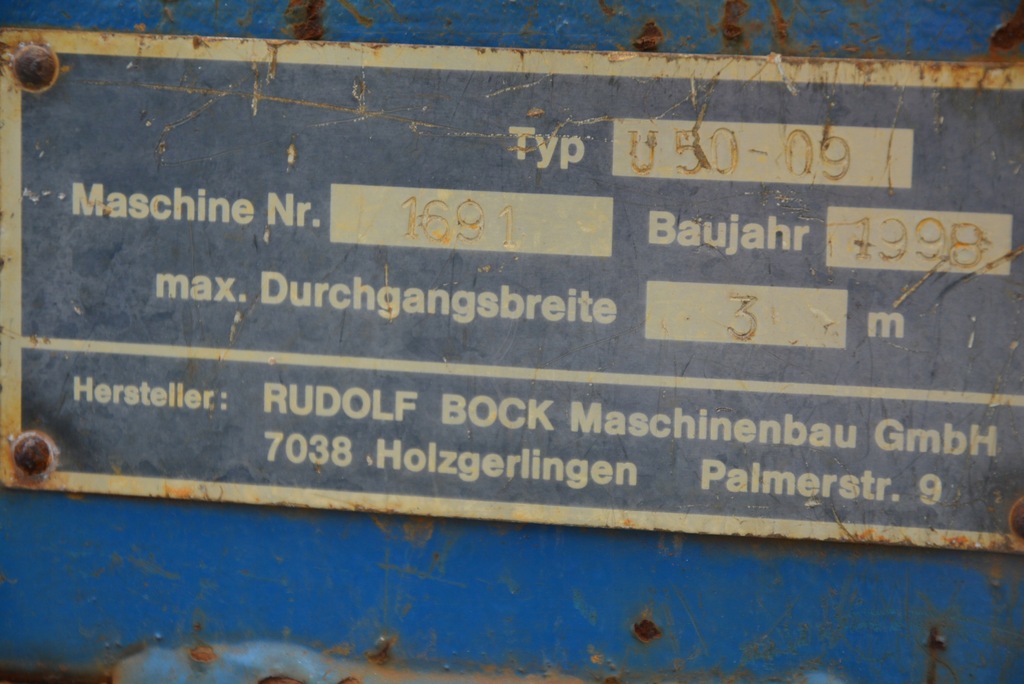 Typ U50-09
Maschine Nr. 1691 Baujahr 1998
max. Durchgangsbreite 3 m
Hersteller: RUDOLF BOCK Maschinenbau GmbH
7038 Holzgerlingen Palmerstr. 9